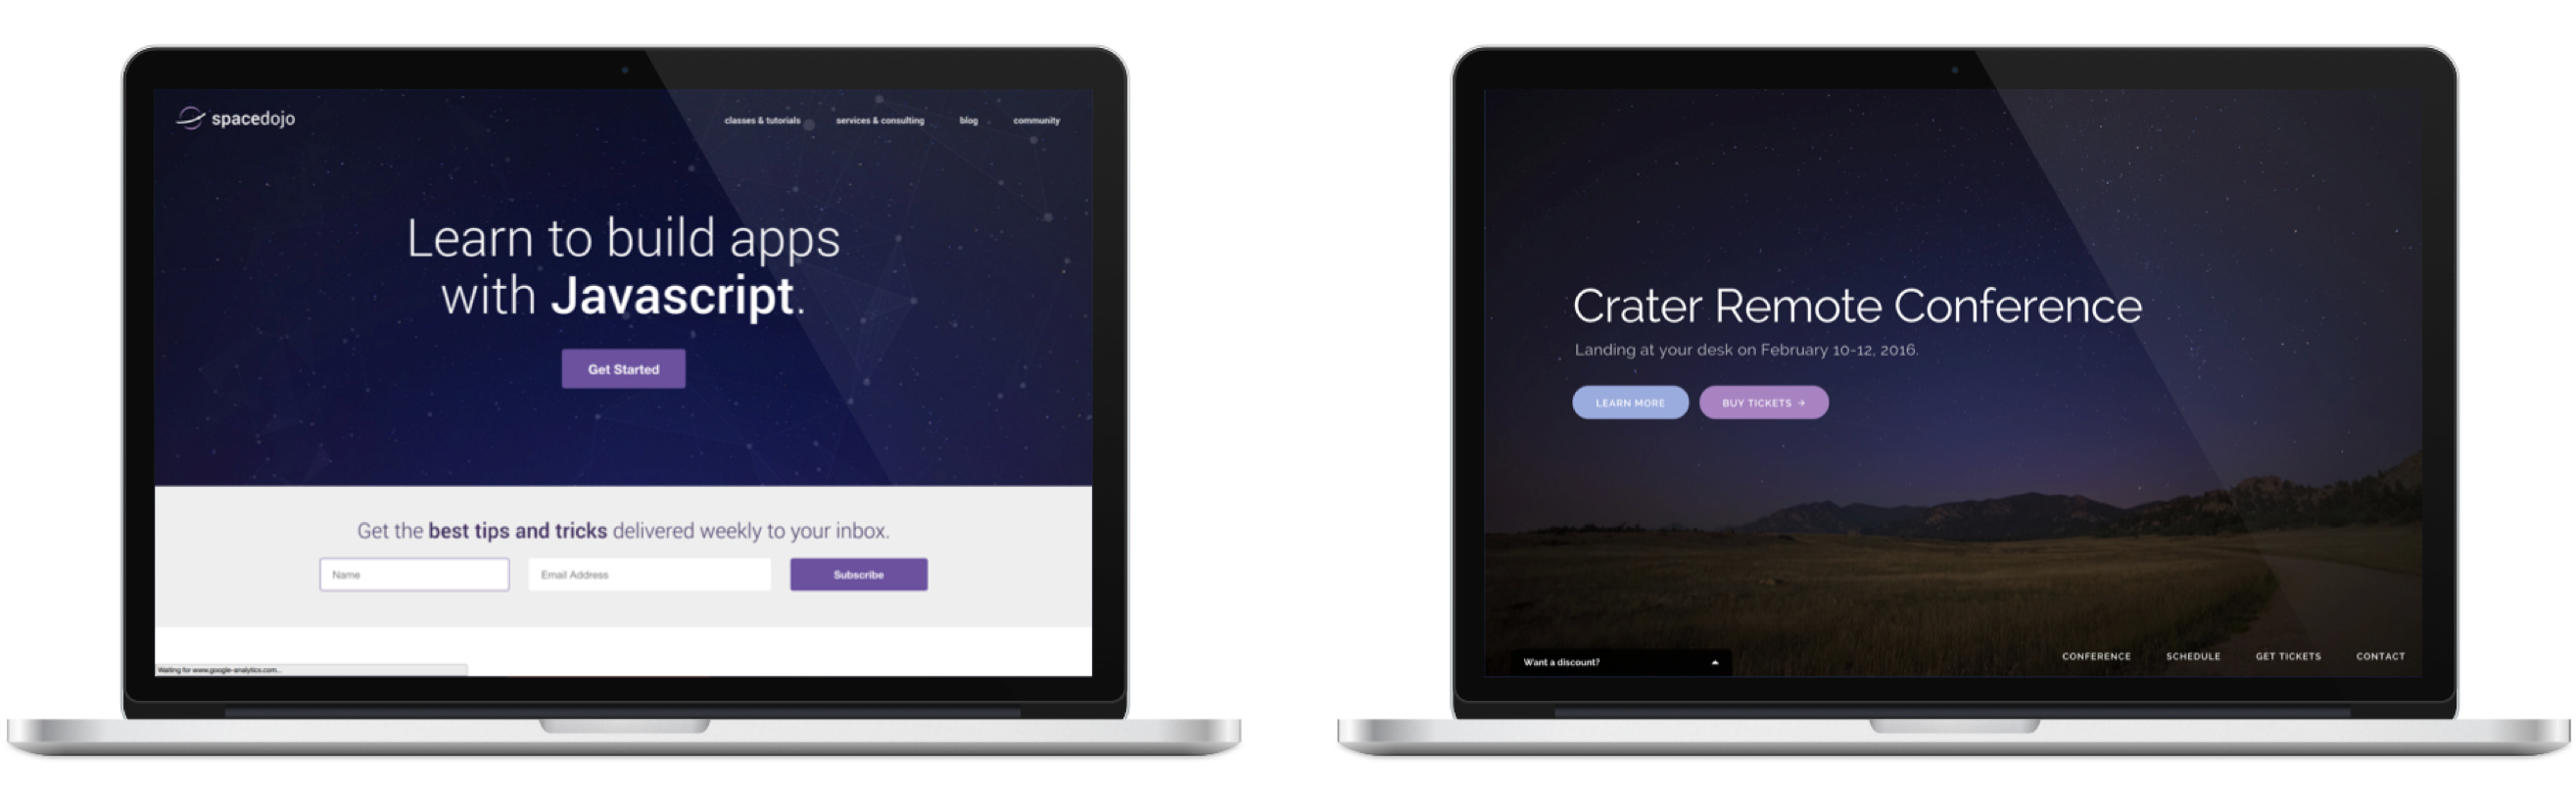 spacedojo
classes & tutorials services & consulting blog community
Learn to build apps
with Javascript.
Get Started
Get the best tips and tricks delivered weekly to your inbox.
Name Email Address Subscribe
Waiting for www.google-analytics.com...
Crater Remote Conference
Landing at your desk on February 10-12, 2016.
LEARN MORE BUY TICKETS →
Want a discount?
CONFERENCE SCHEDULE GET TICKETS CONTACT